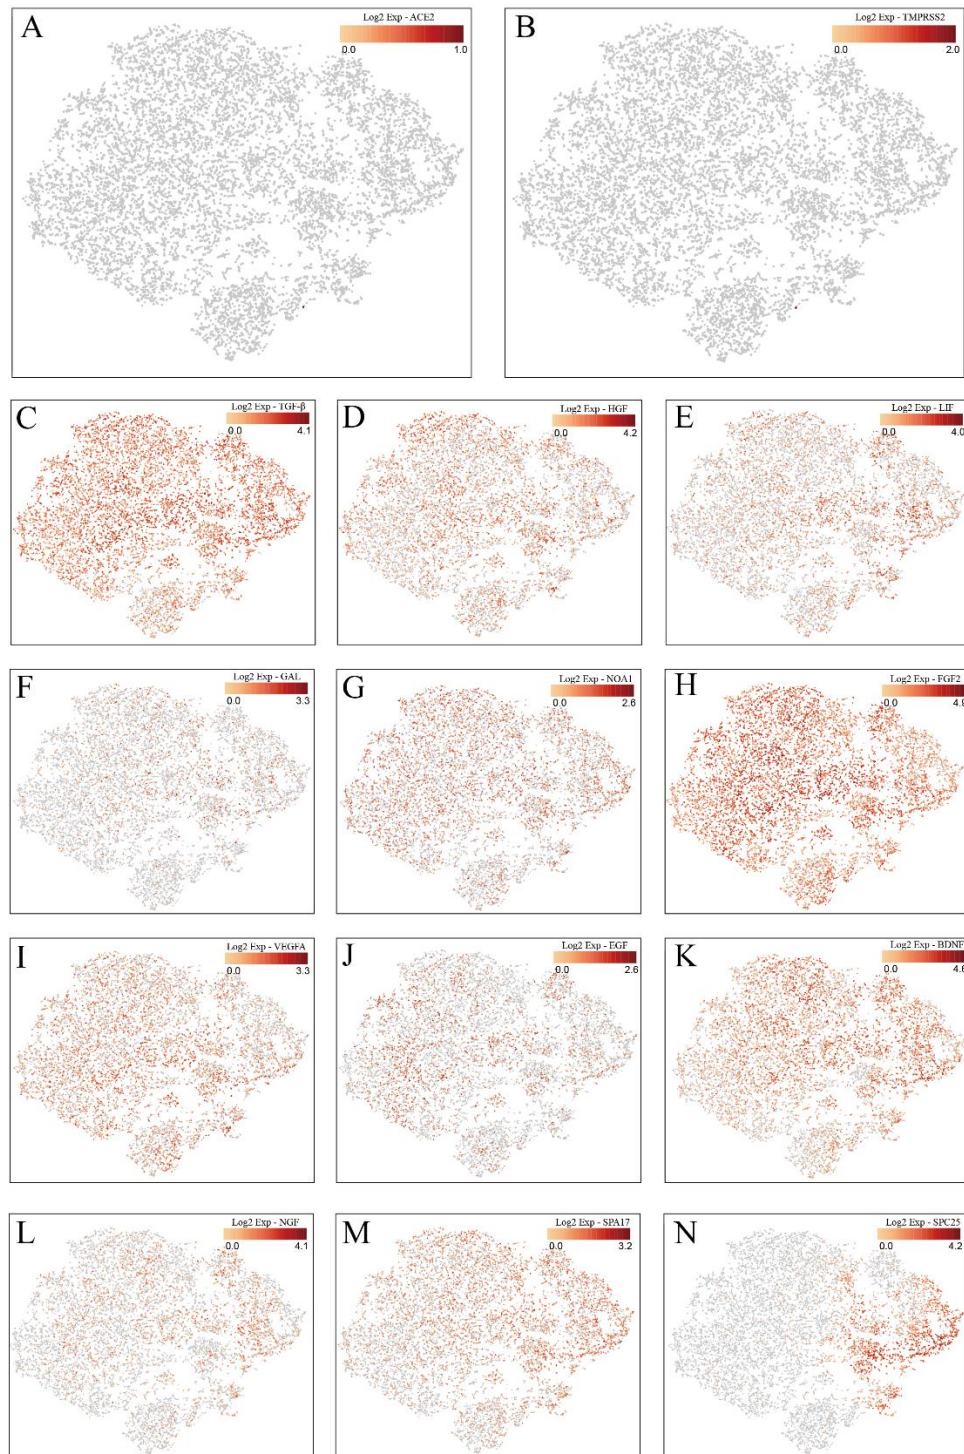 A
Log2 Exp - ACE2
0.0 1.0
B
Log2 Exp - TMPRSS2
0.0 2.0
C
Log2 Exp - TGF-β
0.0 4.1
D
Log2 Exp - HGF
0.0 4.2
E
Log2 Exp - LIF
0.0 4.0
F
Log2 Exp - GAL
0.0 3.3
G
Log2 Exp - NOA1
0.0 2.6
H
Log2 Exp - FGF2
0.0 4.9
I
Log2 Exp - VEGFA
0.0 3.3
J
Log2 Exp - EGF
0.0 2.6
K
Log2 Exp - BDNF
0.0 4.6
L
Log2 Exp - NGF
0.0 4.1
M
Log2 Exp - SPA17
0.0 3.2
N
Log2 Exp - SPC25
0.0 4.2